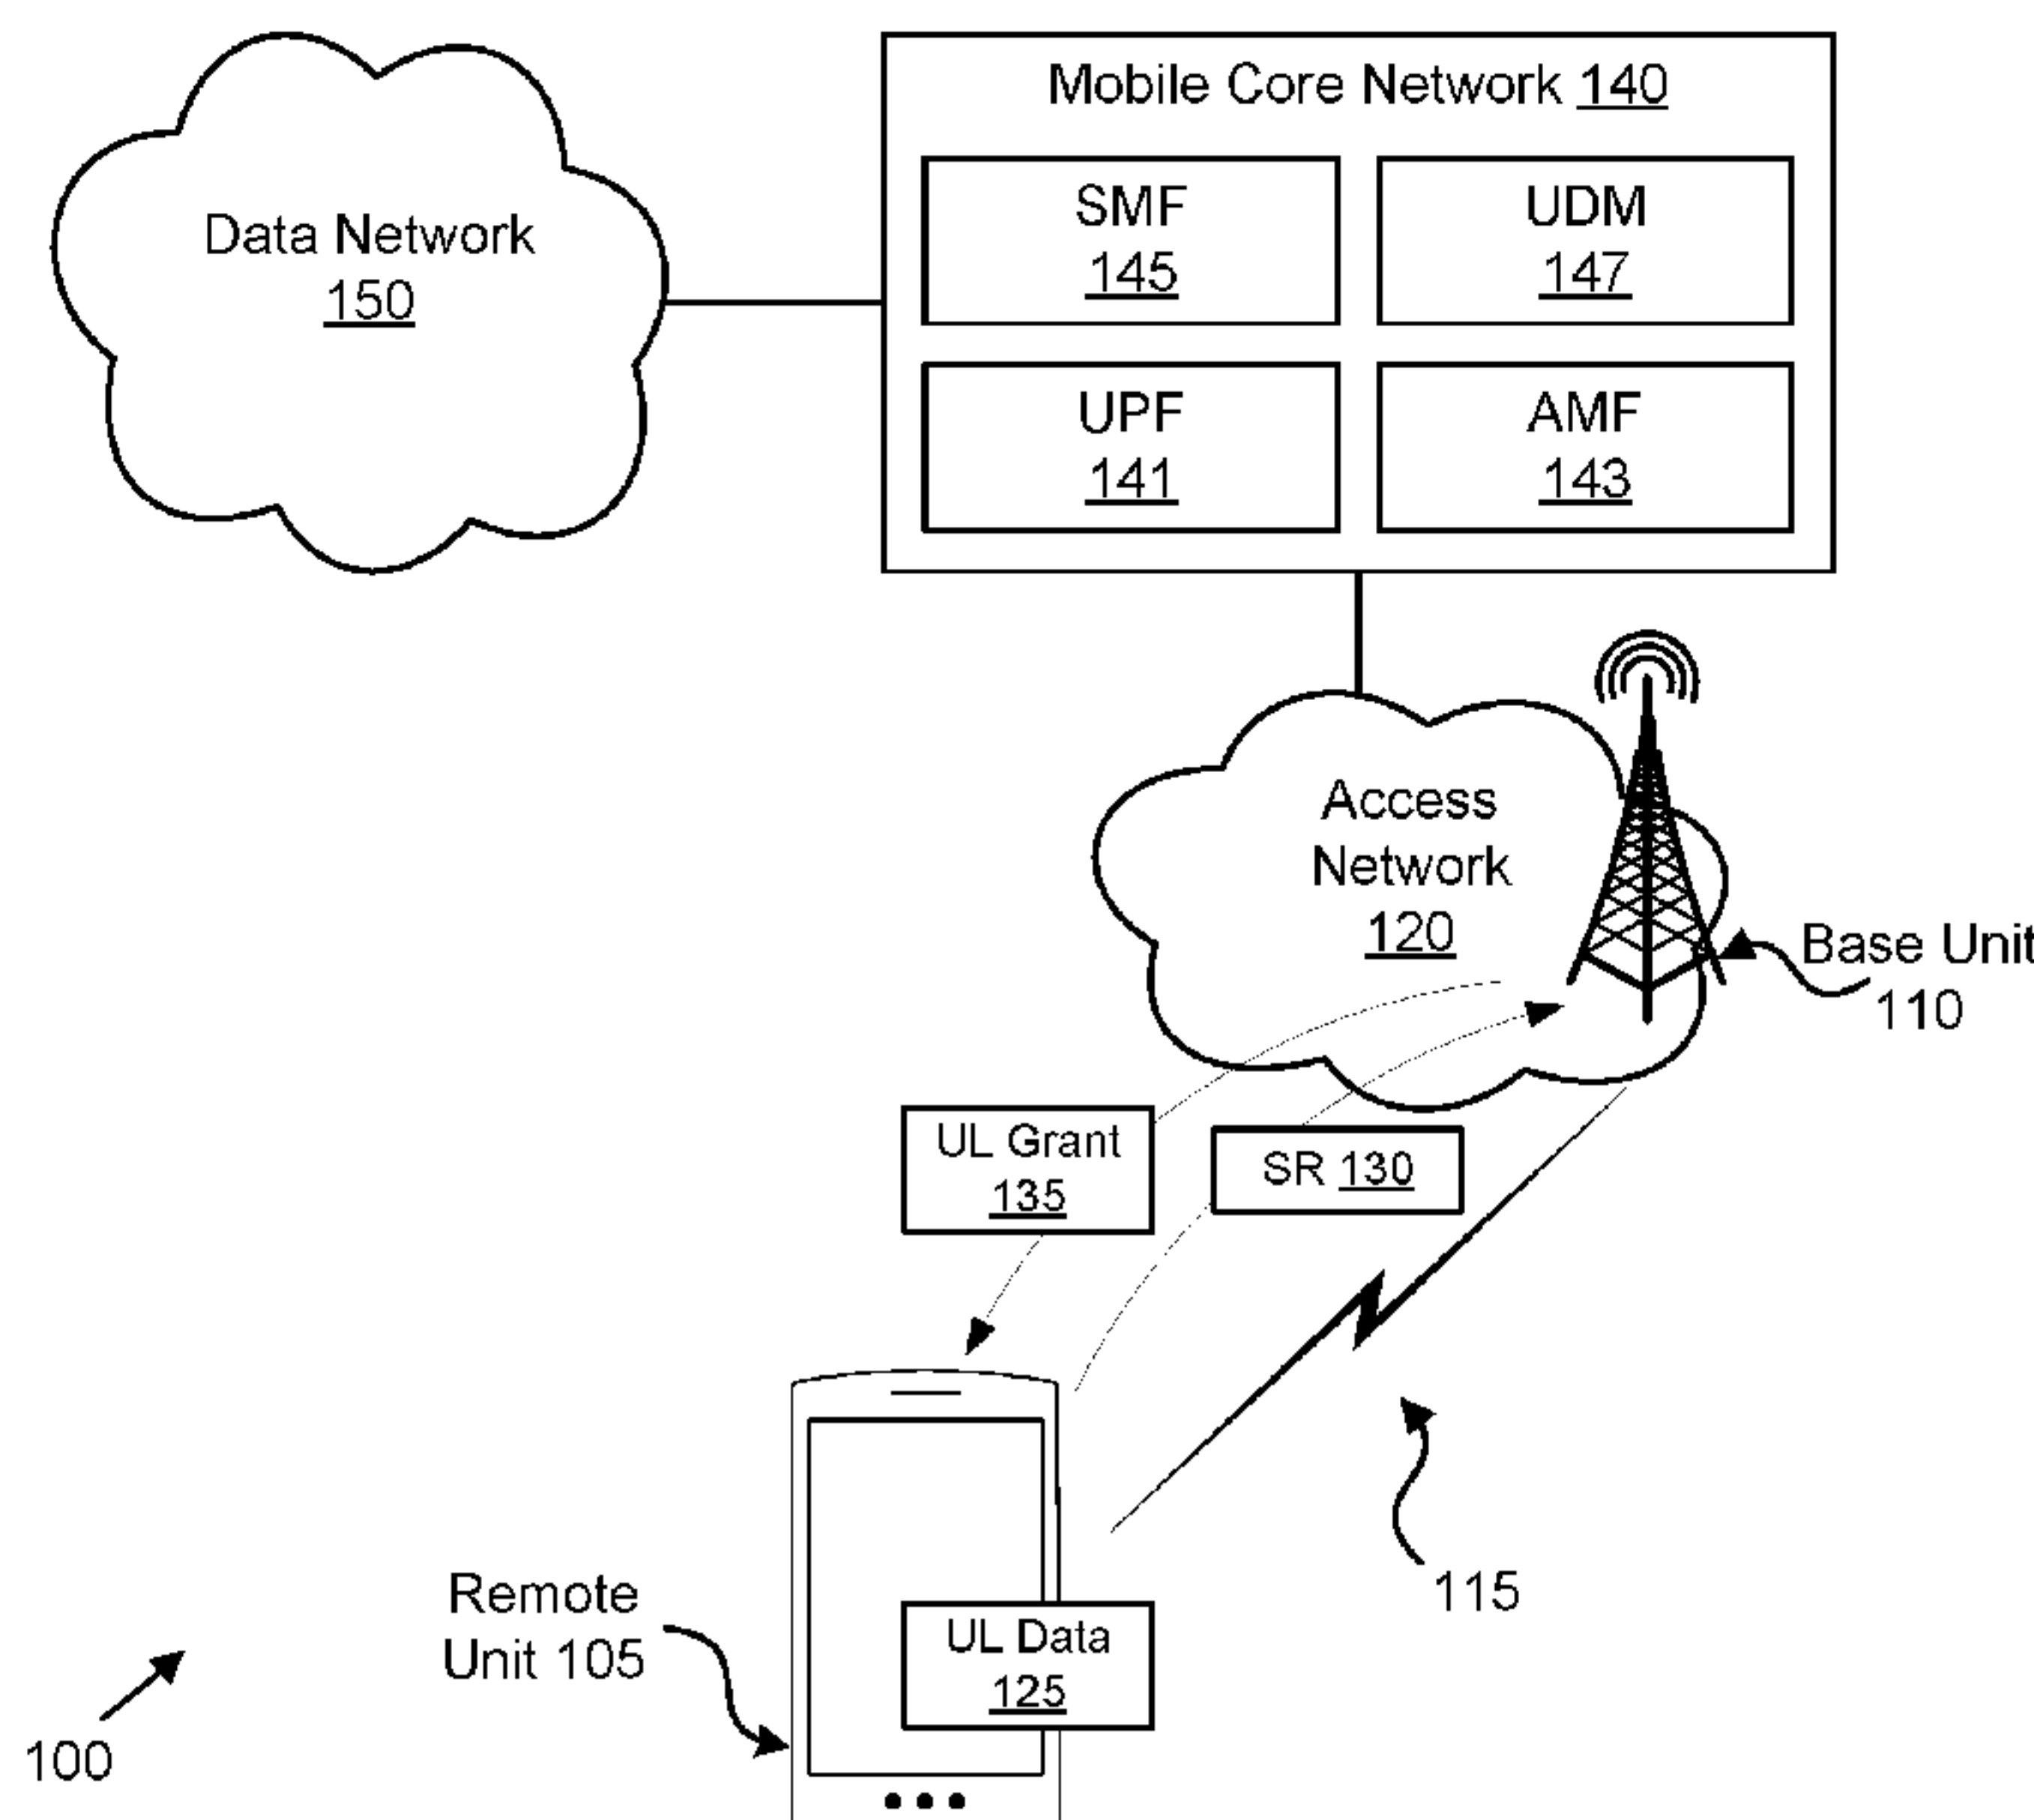 Mobile Core Network 140
SMF
145
UDM
147
UPF
141
AMF
143
Data Network
150
Access
Network
120
Base Unit
110
UL Grant
135
SR 130
115
Remote
Unit 105
UL Data
125
100